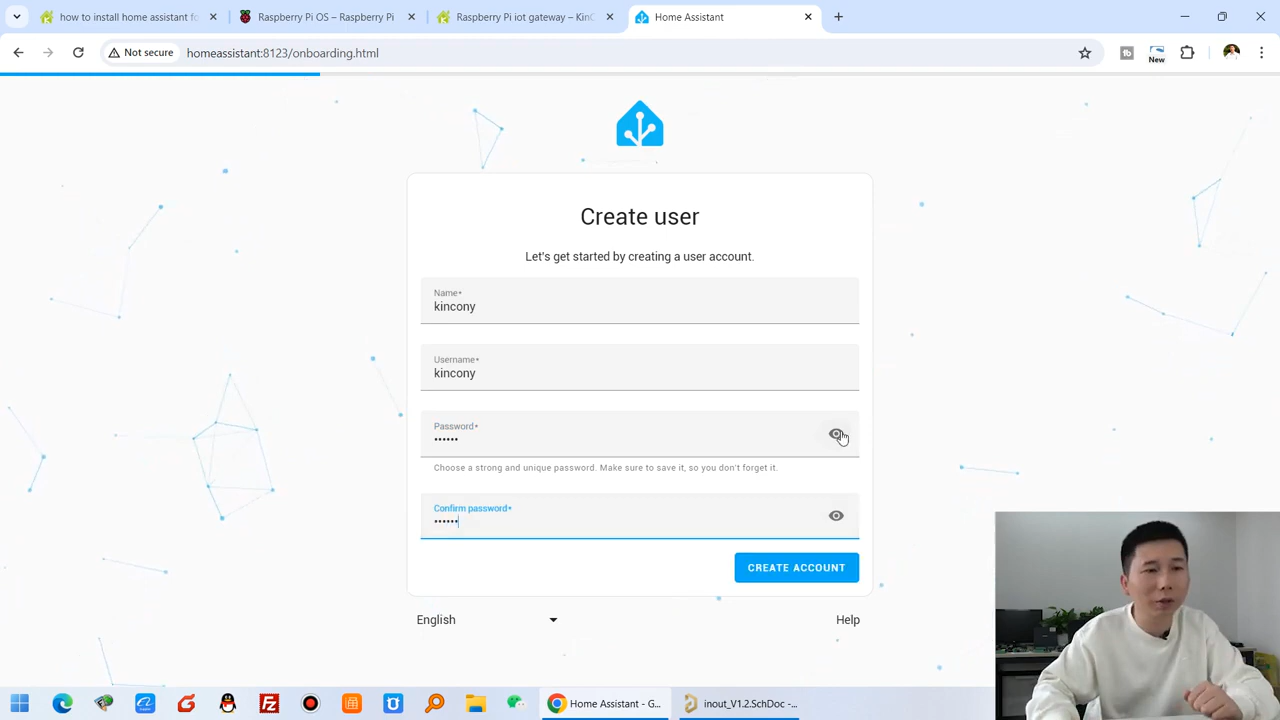 how to install home assistant fo
Raspberry Pi OS – Raspberry Pi
Raspberry Pi iot gateway – KinC
Home Assistant
Not secure
homeassistant:8123/onboarding.html
New
Create user
Let's get started by creating a user account.
Name*
kincony
Username*
kincony
Password*
••••••
Choose a strong and unique password. Make sure to save it, so you don't forget it.
Confirm password*
••••••
CREATE ACCOUNT
English
Help
Home Assistant - G...
inout_V1.2.SchDoc -...